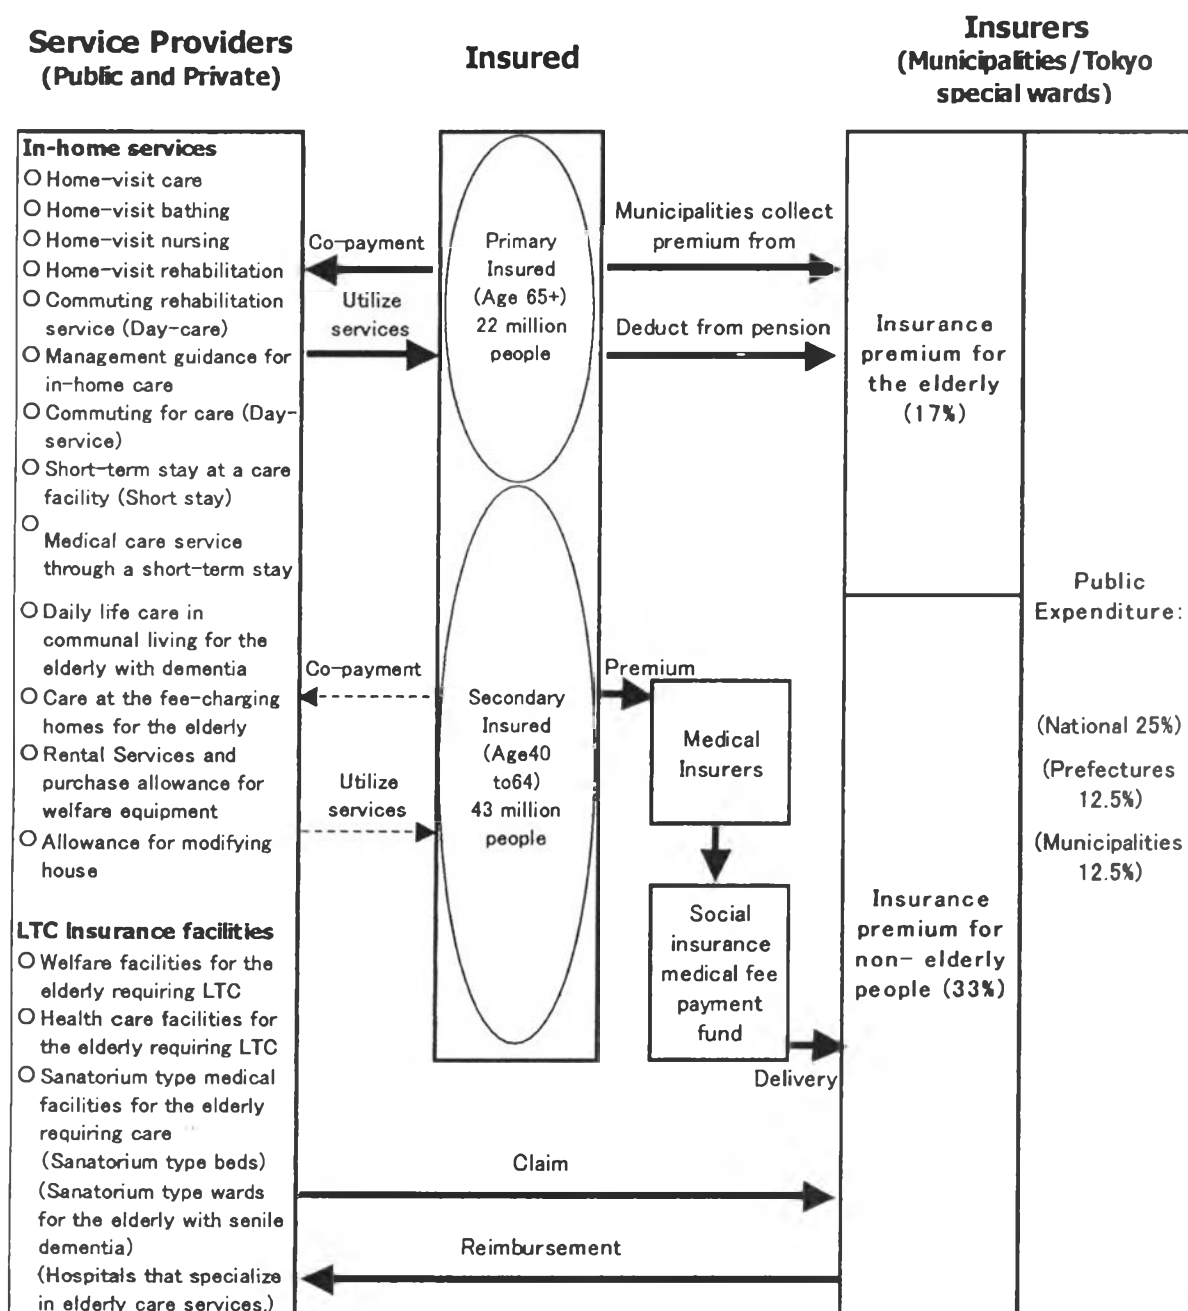 Service Providers
(Public and Private)
In-home services
○ Home-visit care
○ Home-visit bathing
○ Home-visit nursing
○ Home-visit rehabilitation
○ Commuting rehabilitation
service (Day-care)
○ Management guidance for
in-home care
○ Commuting for care (Day-
service)
○ Short-term stay at a care
facility (Short stay)
○
Medical care service
through a short-term stay
○ Daily life care in
communal living for the
elderly with dementia
○ Care at the fee-charging
homes for the elderly
○ Rental Services and
purchase allowance for
welfare equipment
○ Allowance for modifying
house
LTC Insurance facilities
○ Welfare facilities for the
elderly requiring LTC
○ Health care facilities for
the elderly requiring LTC
○ Sanatorium type medical
facilities for the elderly
requiring care
(Sanatorium type beds)
(Sanatorium type wards
for the elderly with senile
dementia)
(Hospitals that specialize
in elderly care services.)
Co-payment
Utilize
services
Co-payment
Utilize
services
Insured
Primary
Insured
(Age 65+)
22 million
people
Secondary
Insured
(Age40
to64)
43 million
people
Municipalities collect
premium from
Deduct from pension
Premium
Medical
Insurers
Social
insurance
medical fee
payment
fund
Delivery
Claim
Reimbursement
Insurers
(Municipalities/Tokyo
special wards)
Insurance
premium for
the elderly
(17%)
Insurance
premium for
non- elderly
people (33%)
Public
Expenditure:
(National 25%)
(Prefectures
12.5%)
(Municipalities
12.5%)